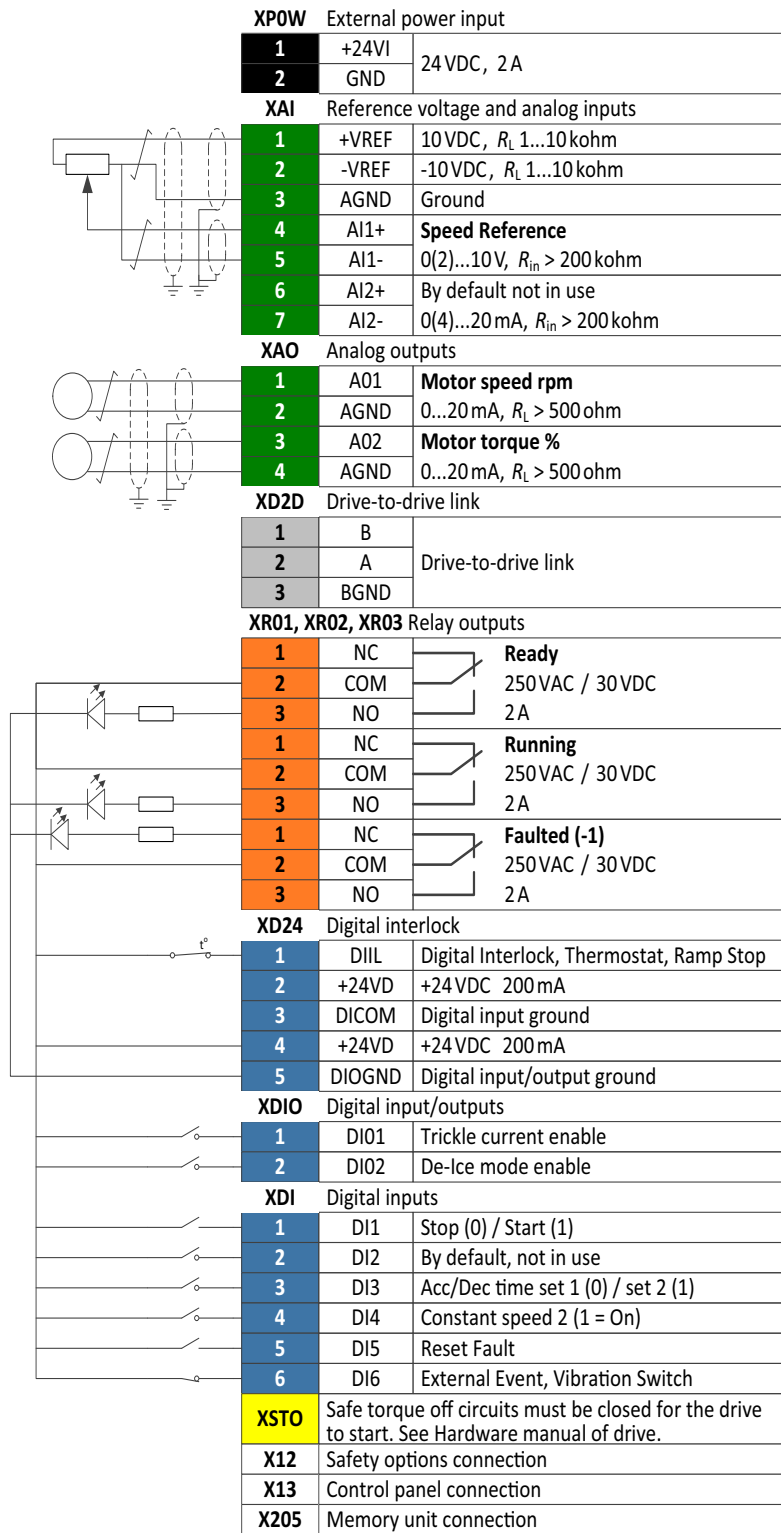 XP0W External power input
1 +24VI 24 VDC, 2 A
2 GND
XAI Reference voltage and analog inputs
1 +VREF 10 VDC, RL 1...10 kohm
2 -VREF -10 VDC, RL 1...10 kohm
3 AGND Ground
4 AI1+ Speed Reference
5 AI1- 0(2)...10 V, Rin > 200 kohm
6 AI2+ By default not in use
7 AI2- 0(4)...20 mA, Rin > 200 kohm
XAO Analog outputs
1 A01 Motor speed rpm
2 AGND 0...20 mA, RL > 500 ohm
3 A02 Motor torque %
4 AGND 0...20 mA, RL > 500 ohm
XD2D Drive-to-drive link
1 B
2 A Drive-to-drive link
3 BGND
XR01, XR02, XR03 Relay outputs
1 NC Ready
2 COM 250 VAC / 30 VDC
3 NO 2 A
1 NC Running
2 COM 250 VAC / 30 VDC
3 NO 2 A
1 NC Faulted (-1)
2 COM 250 VAC / 30 VDC
3 NO 2 A
XD24 Digital interlock
t° 1 DIIL Digital Interlock, Thermostat, Ramp Stop
2 +24VD +24 VDC 200 mA
3 DICOM Digital input ground
4 +24VD +24 VDC 200 mA
5 DIOGND Digital input/output ground
XDIO Digital input/outputs
1 DI01 Trickle current enable
2 DI02 De-Ice mode enable
XDI Digital inputs
1 DI1 Stop (0) / Start (1)
2 DI2 By default, not in use
3 DI3 Acc/Dec time set 1 (0) / set 2 (1)
4 DI4 Constant speed 2 (1 = On)
5 DI5 Reset Fault
6 DI6 External Event, Vibration Switch
XSTO Safe torque off circuits must be closed for the drive
to start. See Hardware manual of drive.
X12 Safety options connection
X13 Control panel connection
X205 Memory unit connection